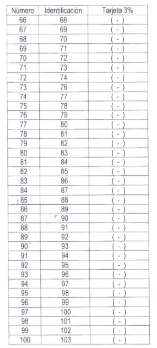 Número Identificación Tarjeta 3%
66 68 ( - )
67 69 ( - )
68 70 ( - )
69 71 ( - )
70 72 ( - )
71 73 ( - )
72 74 ( - )
73 76 ( - )
74 77 ( - )
75 78 ( - )
76 79 ( - )
77 80 ( - )
78 81 ( - )
79 82 ( - )
80 83 ( - )
81 84 ( - )
82 85 ( - )
83 86 ( - )
84 87 ( - )
85 88 ( - )
86 89 ( - )
87 90 ( - )
88 91 ( - )
89 92 ( - )
90 93 ( - )
91 94 ( - )
92 95 ( - )
93 96 ( - )
94 97 ( - )
95 98 ( - )
96 99 ( - )
97 100 ( - )
98 101 ( - )
99 102 ( - )
100 103 ( - )